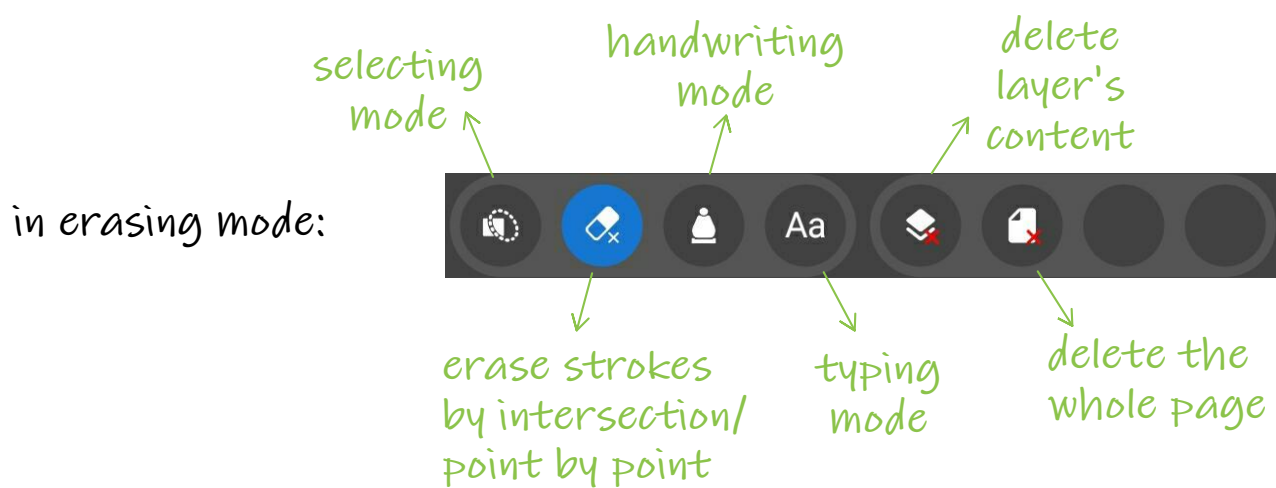 selecting
mode
handwriting
mode
delete
layer's
content
in erasing mode:
Aa
erase strokes
by intersection/
point by point
typing
mode
delete the
whole page